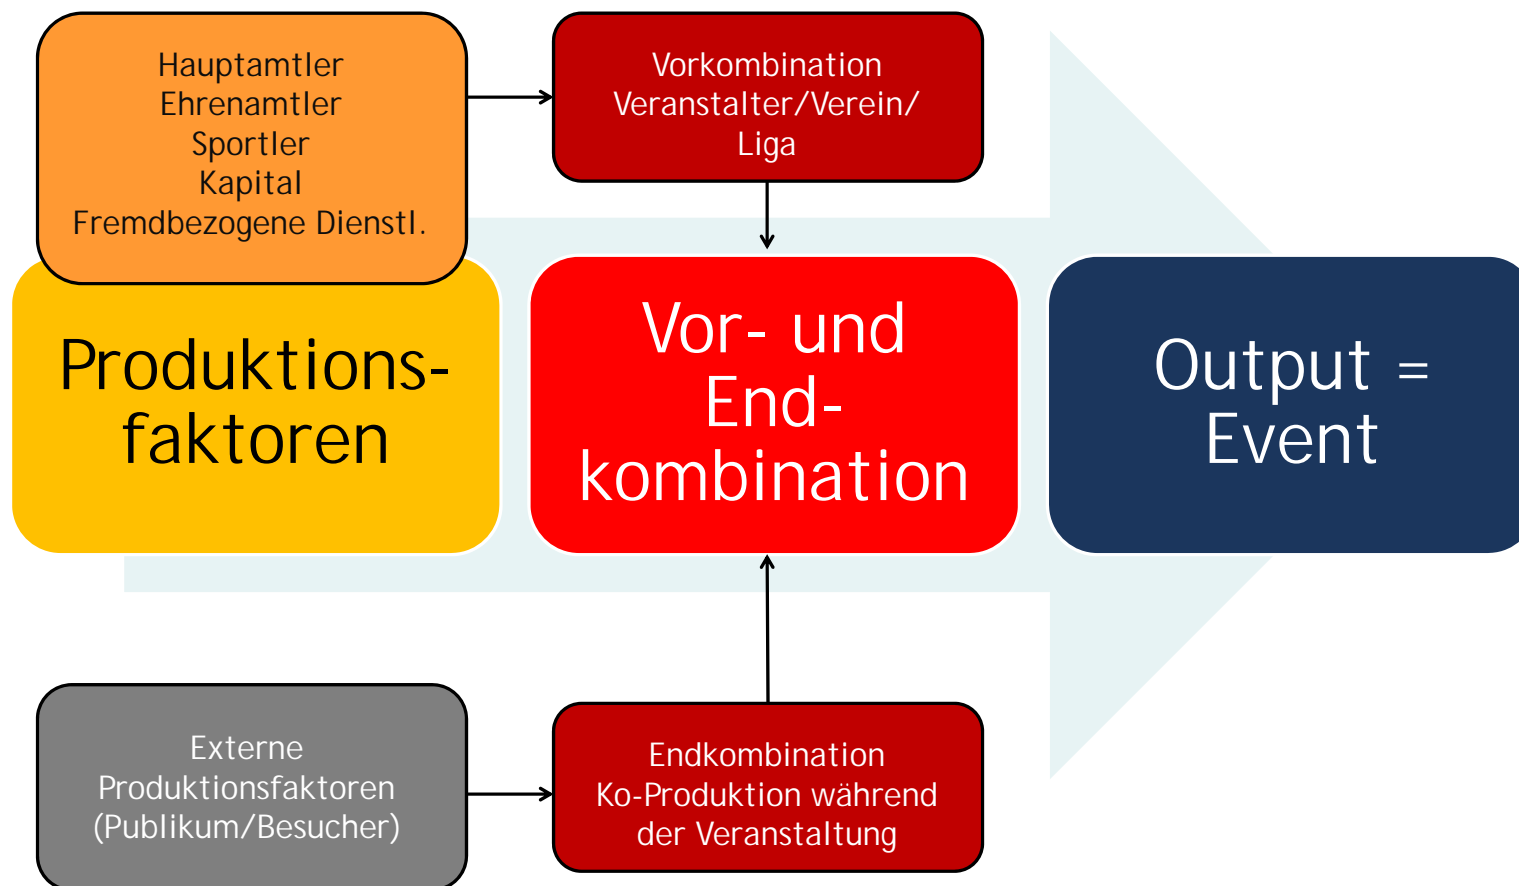 Hauptamtler
Ehrenamtler
Sportler
Kapital
Fremdbezogene Dienstl.
Vorkombination
Veranstalter/Verein/
Liga
Produktions-
faktoren
Vor- und
End-
kombination
Output =
Event
Externe
Produktionsfaktoren
(Publikum/Besucher)
Endkombination
Ko-Produktion während
der Veranstaltung